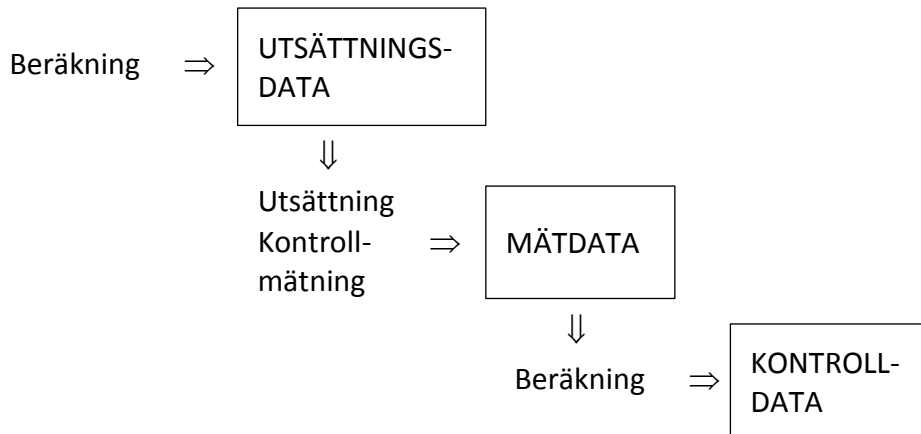 Beräkning ⇒ UTSÄTTNINGS-
DATA
⇓
Utsättning
Kontroll-
mätning
⇒ MÄTDATA
⇓
Beräkning ⇒ KONTROLL-
DATA